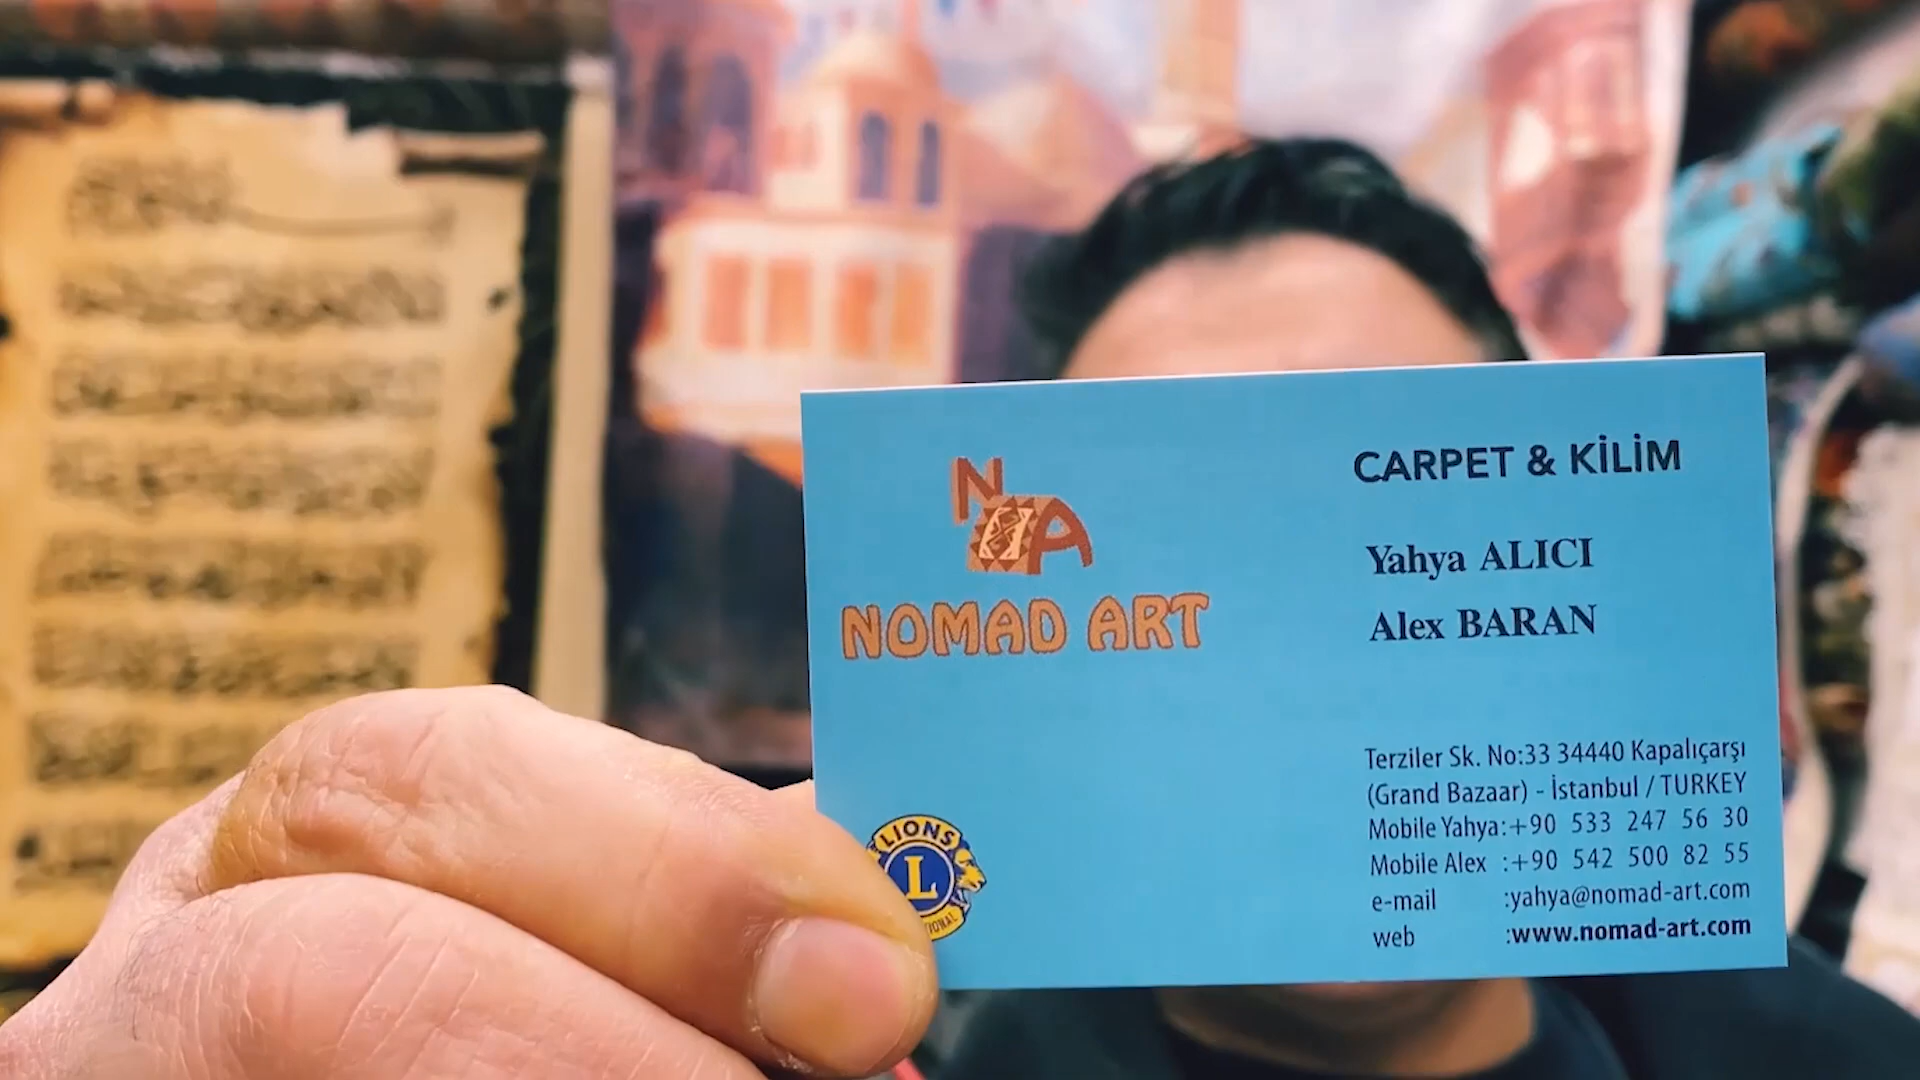 N A
NOMAD ART
CARPET & KİLİM
Yahya ALICI
Alex BARAN
Terziler Sk. No:33 34440 Kapalıçarşı
(Grand Bazaar) - İstanbul / TURKEY
Mobile Yahya:+90 533 247 56 30
Mobile Alex :+90 542 500 82 55
e-mail :yahya@nomad-art.com
web :www.nomad-art.com
LIONS
L